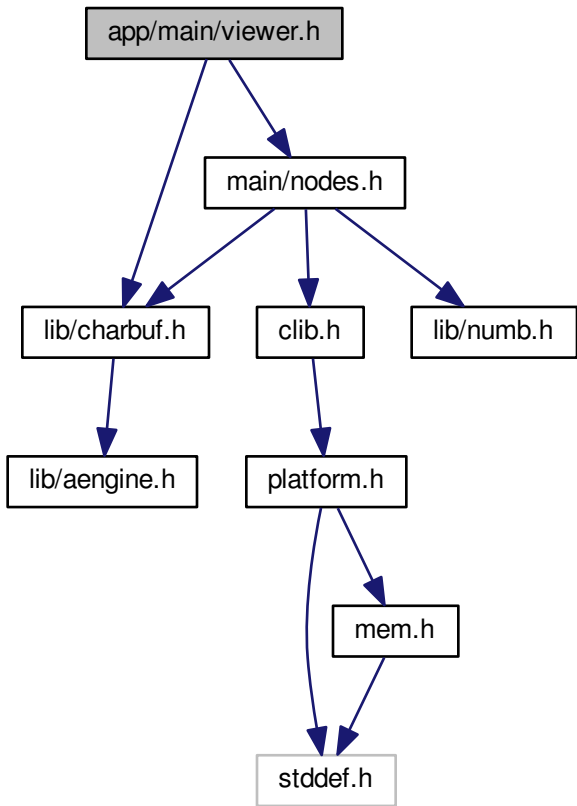 app/main/viewer.h
main/nodes.h
lib/charbuf.h
clib.h
lib/numb.h
lib/aengine.h
platform.h
mem.h
stddef.h